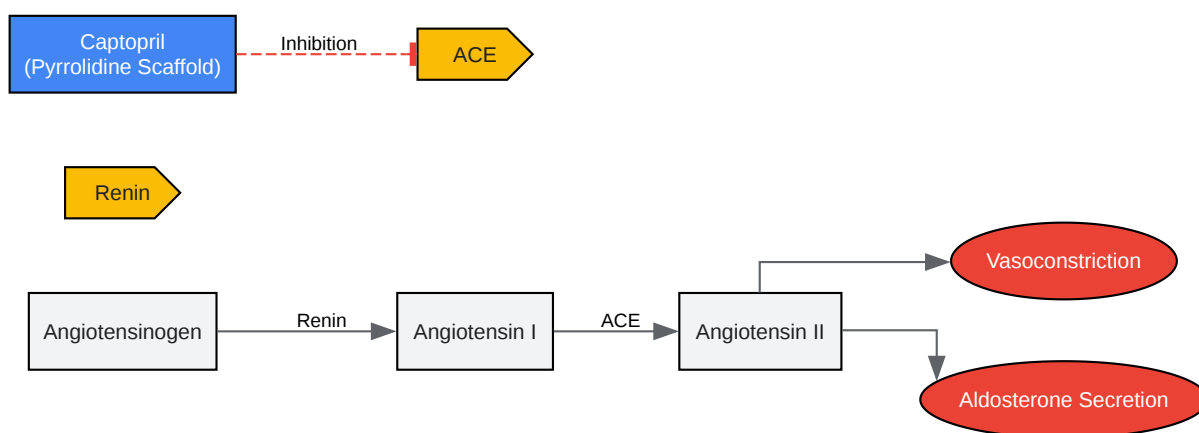 Captopril
(Pyrrolidine Scaffold)
Inhibition
ACE
Renin
Vasoconstriction
Angiotensinogen
Renin
Angiotensin I
ACE
Angiotensin II
Aldosterone Secretion